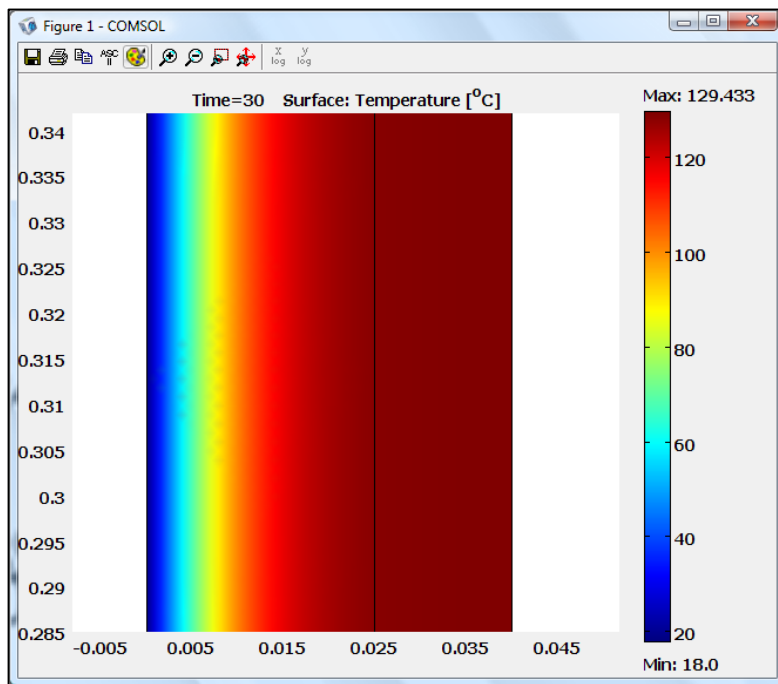 Figure 1 - COMSOL
ASC
x
log
y
log
Time=30 Surface: Temperature [°C]
Max: 129.433
0.34
0.335
0.33
0.325
0.32
0.315
0.31
0.305
0.3
0.295
0.29
0.285
-0.005 0.005 0.015 0.025 0.035 0.045
120
100
80
60
40
20
Min: 18.0